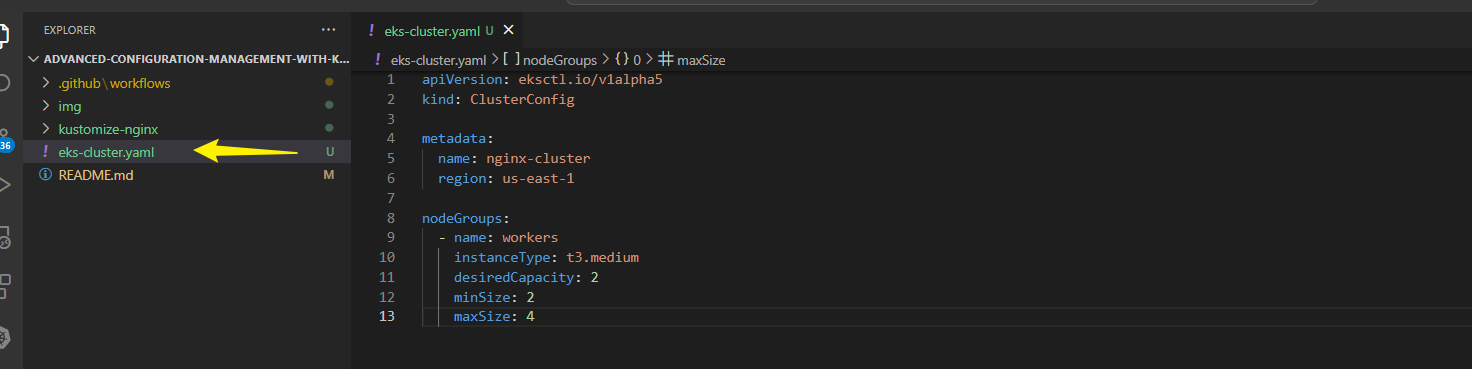 EXPLORER
···
ADVANCED-CONFIGURATION-MANAGEMENT-WITH-K...
.github\workflows
img
kustomize-nginx
! eks-cluster.yaml U
README.md M
36
! eks-cluster.yaml U ×
! eks-cluster.yaml > [ ] nodeGroups > {} 0 > # maxSize
1 apiVersion: eksctl.io/v1alpha5
2 kind: ClusterConfig
3
4 metadata:
5 name: nginx-cluster
6 region: us-east-1
7
8 nodeGroups:
9 - name: workers
10 instanceType: t3.medium
11 desiredCapacity: 2
12 minSize: 2
13 maxSize: 4